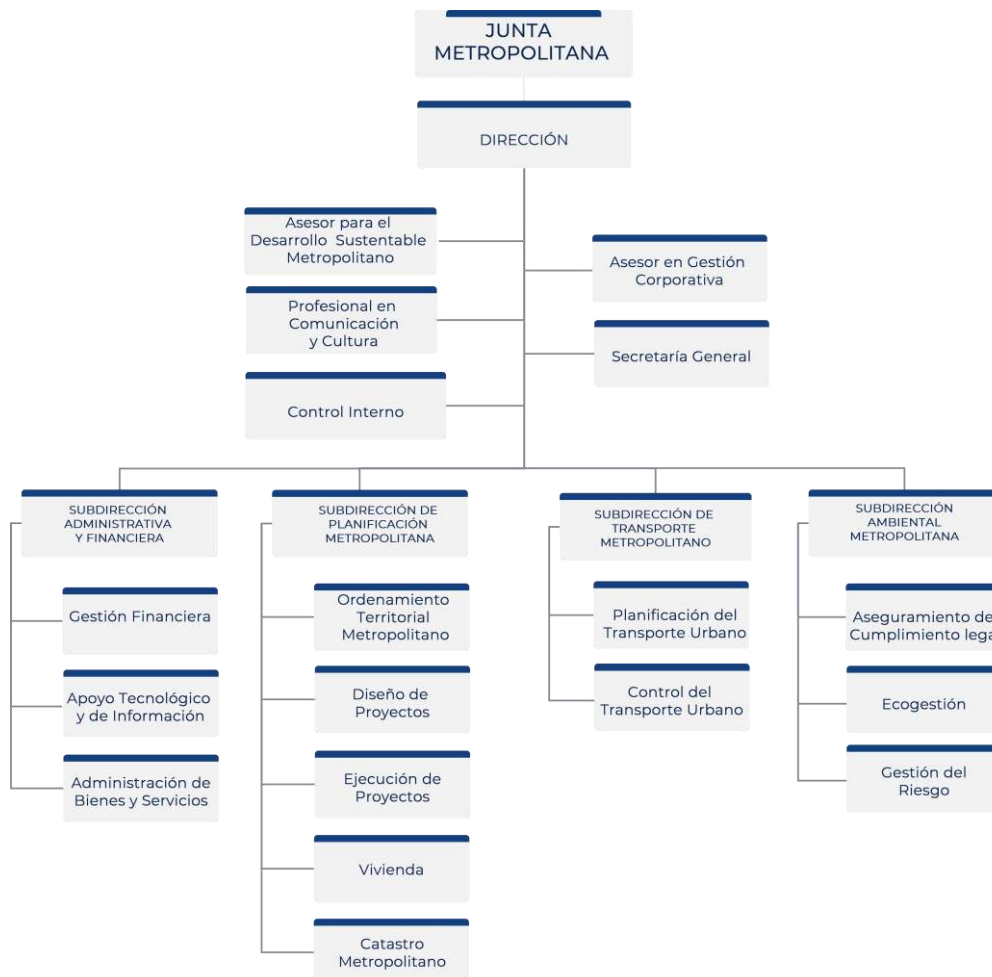 JUNTA
METROPOLITANA
DIRECCIÓN
Asesor para el
Desarrollo Sustentable
Metropolitano
Asesor en Gestión
Corporativa
Profesional en
Comunicación
y Cultura
Secretaría General
Control Interno
SUBDIRECCIÓN
ADMINISTRATIVA
Y FINANCIERA
Gestión Financiera
Apoyo Tecnológico
y de Información
Administración de
Bienes y Servicios
SUBDIRECCIÓN DE
PLANIFICACIÓN
METROPOLITANA
Ordenamiento
Territorial
Metropolitano
Diseño de
Proyectos
Ejecución de
Proyectos
Vivienda
Catastro
Metropolitano
SUBDIRECCIÓN DE
TRANSPORTE
METROPOLITANO
Planificación del
Transporte Urbano
Control del
Transporte Urbano
SUBDIRECCIÓN
AMBIENTAL
METROPOLITANA
Aseguramiento de
Cumplimiento lega
Ecogestión
Gestión del
Riesgo